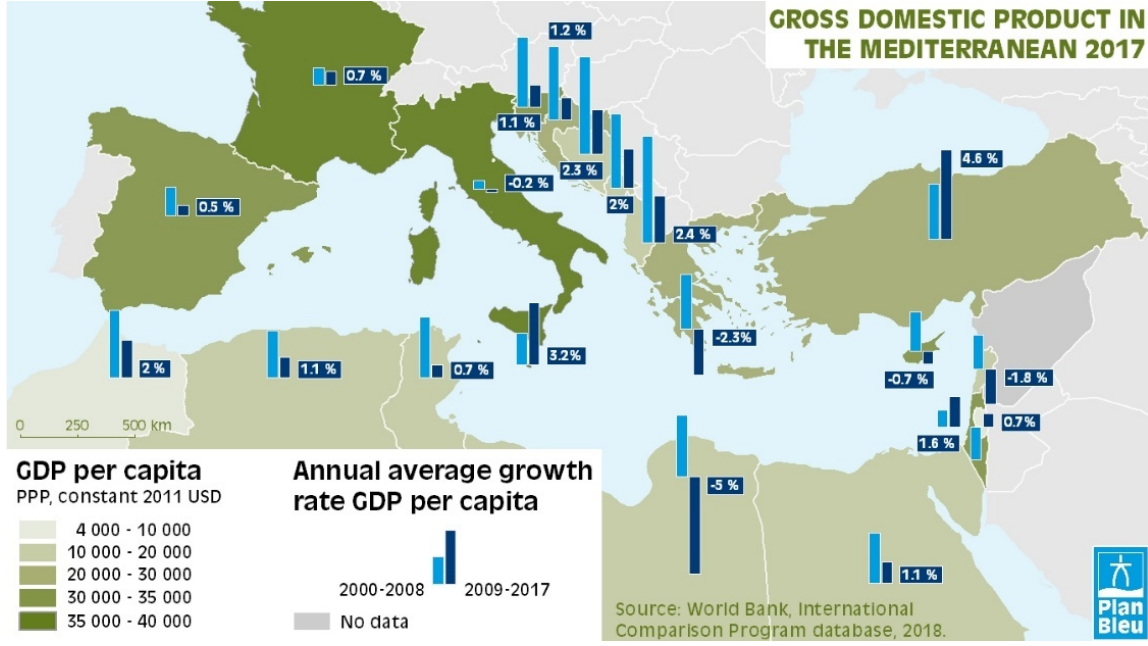 GROSS DOMESTIC PRODUCT IN
THE MEDITERRANEAN 2017
1.2 %
0.7 %
1.1 %
4.6 %
2.3 %
-0.2 %
2%
0.5 %
2.4 %
-2.3%
3.2%
2 %
1.1 %
0.7 %
-0.7 %
-1.8 %
0.7%
1.6 %
-5 %
1.1 %
0 250 500 km
GDP per capita
PPP, constant 2011 USD
4 000 - 10 000
10 000 - 20 000
20 000 - 30 000
30 000 - 35 000
35 000 - 40 000
Annual average growth
rate GDP per capita
2000-2008 2009-2017
No data
Source: World Bank, International
Comparison Program database, 2018.
Plan
Bleu